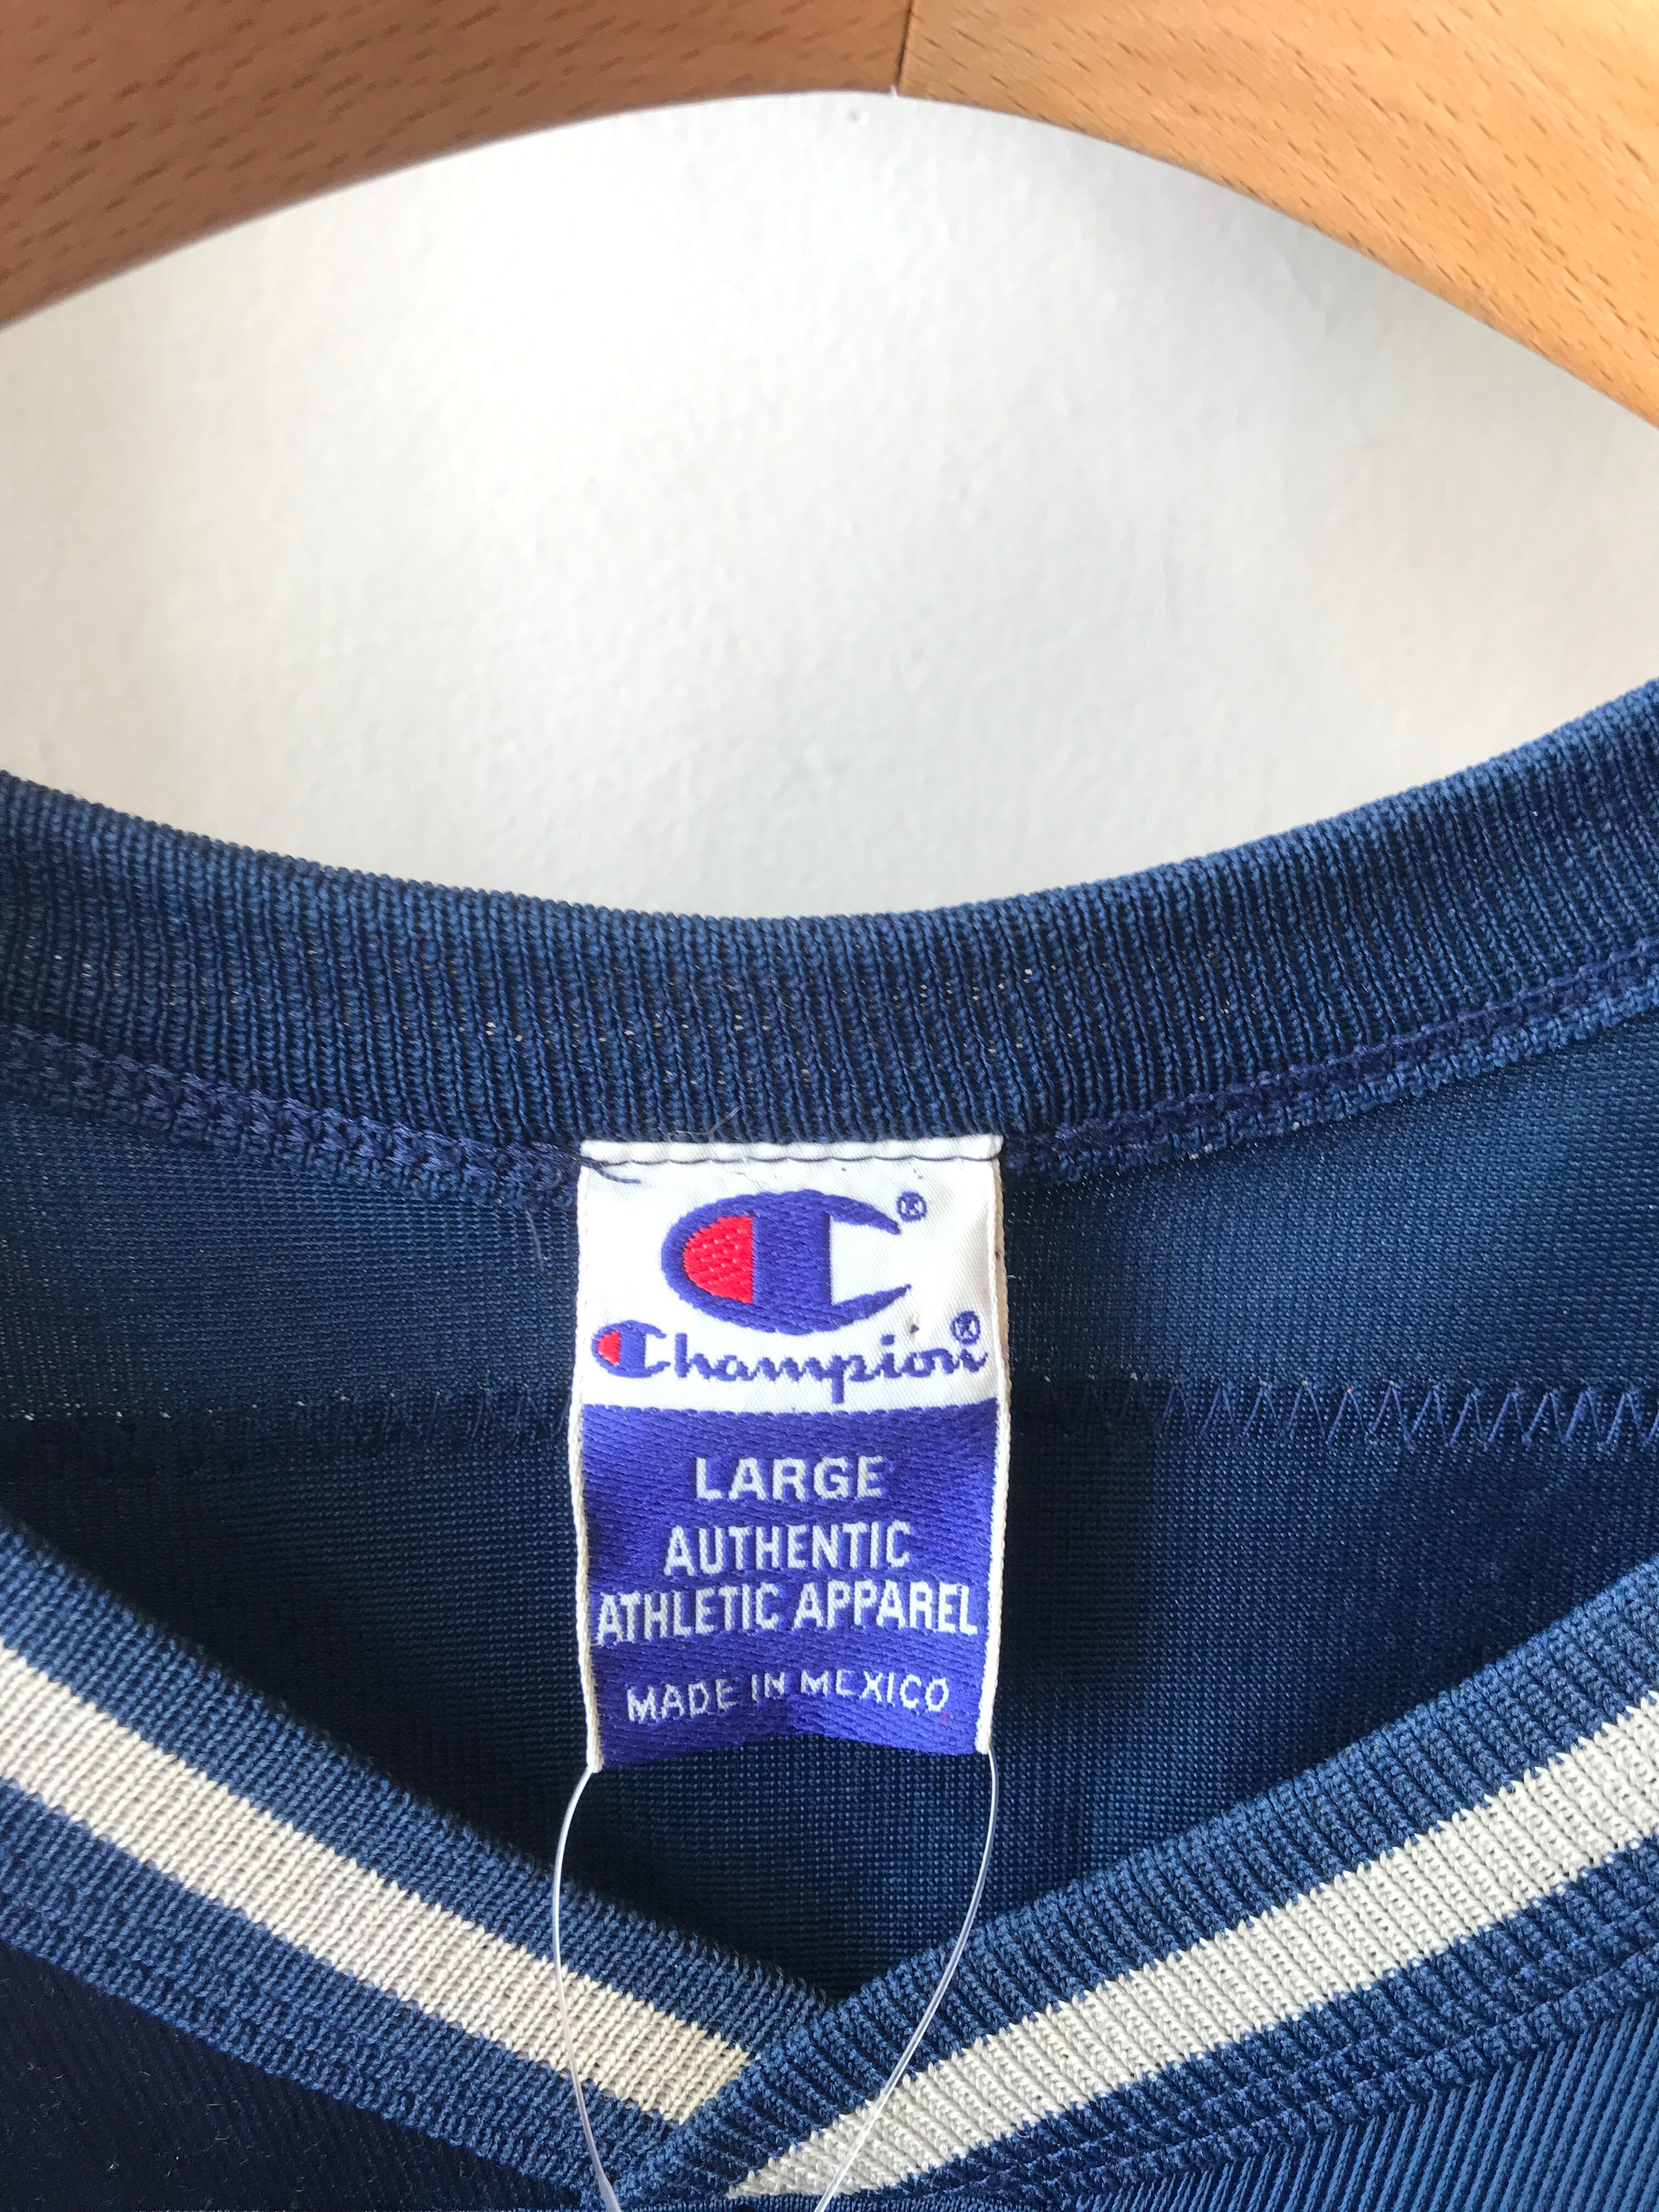 ®
Champion®
LARGE
AUTHENTIC
ATHLETIC APPAREL
MADE IN MEXICO